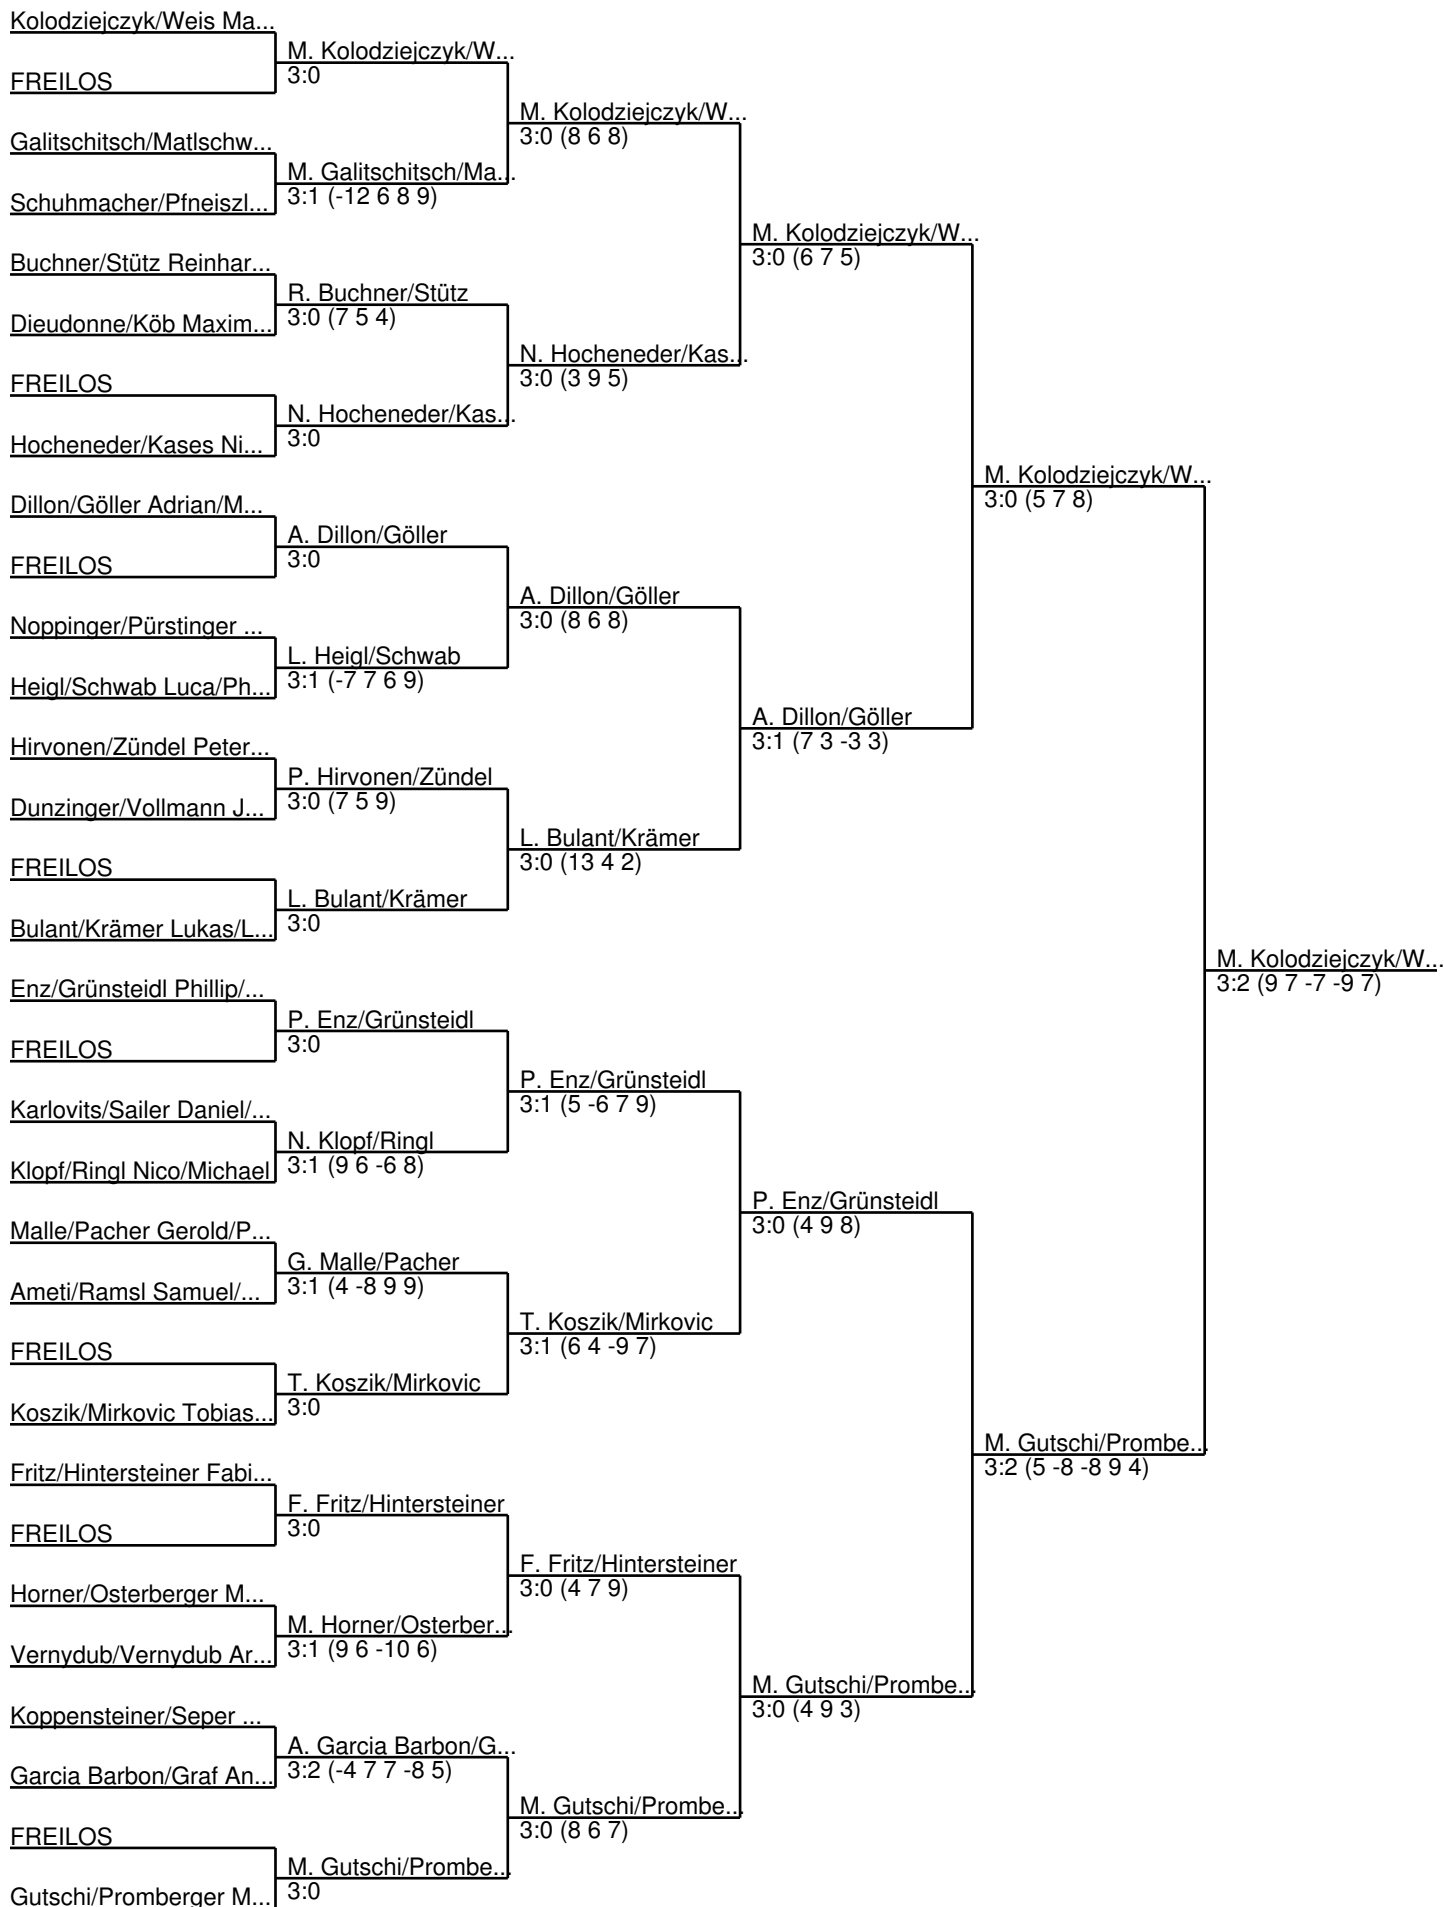 Kolodziejczyk/Weis Ma...
FREILOS
Galitschitsch/Matlschw...
Schuhmacher/Pfneiszl...
Buchner/Stütz Reinhar...
Dieudonne/Köb Maxim...
FREILOS
Hocheneder/Kases Ni...
Dillon/Göller Adrian/M...
FREILOS
Noppinger/Pürstinger ...
Heigl/Schwab Luca/Ph...
Hirvonen/Zündel Peter...
Dunzinger/Vollmann J...
FREILOS
Bulant/Krämer Lukas/L...
Enz/Grünsteidl Phillip/...
FREILOS
Karlovits/Sailer Daniel/...
Klopf/Ringl Nico/Michael
Malle/Pacher Gerold/P...
Ameti/Ramsl Samuel/...
FREILOS
Koszik/Mirkovic Tobias...
Fritz/Hintersteiner Fabi...
FREILOS
Horner/Osterberger M...
Vernydub/Vernydub Ar...
Koppensteiner/Seper ...
Garcia Barbon/Graf An...
FREILOS
Gutschi/Promberger M...
M. Kolodziejczyk/W...
3:0
M. Galitschitsch/Ma...
3:1 (-12 6 8 9)
R. Buchner/Stütz
3:0 (7 5 4)
N. Hocheneder/Kas...
3:0
A. Dillon/Göller
3:0
L. Heigl/Schwab
3:1 (-7 7 6 9)
P. Hirvonen/Zündel
3:0 (7 5 9)
L. Bulant/Krämer
3:0
P. Enz/Grünsteidl
3:0
N. Klopf/Ringl
3:1 (9 6 -6 8)
G. Malle/Pacher
3:1 (4 -8 9 9)
T. Koszik/Mirkovic
3:0
F. Fritz/Hintersteiner
3:0
M. Horner/Osterber...
3:1 (9 6 -10 6)
A. Garcia Barbon/G...
3:2 (-4 7 7 -8 5)
M. Gutschi/Prombe...
3:0
M. Kolodziejczyk/W...
3:0 (8 6 8)
N. Hocheneder/Kas...
3:0 (3 9 5)
A. Dillon/Göller
3:0 (8 6 8)
L. Bulant/Krämer
3:0 (13 4 2)
P. Enz/Grünsteidl
3:1 (5 -6 7 9)
T. Koszik/Mirkovic
3:1 (6 4 -9 7)
F. Fritz/Hintersteiner
3:0 (4 7 9)
M. Gutschi/Prombe...
3:0 (8 6 7)
M. Kolodziejczyk/W...
3:0 (6 7 5)
A. Dillon/Göller
3:1 (7 3 -3 3)
P. Enz/Grünsteidl
3:0 (4 9 8)
M. Gutschi/Prombe...
3:0 (4 9 3)
M. Kolodziejczyk/W...
3:0 (5 7 8)
M. Gutschi/Prombe...
3:2 (5 -8 -8 9 4)
M. Kolodziejczyk/W...
3:2 (9 7 -7 -9 7)